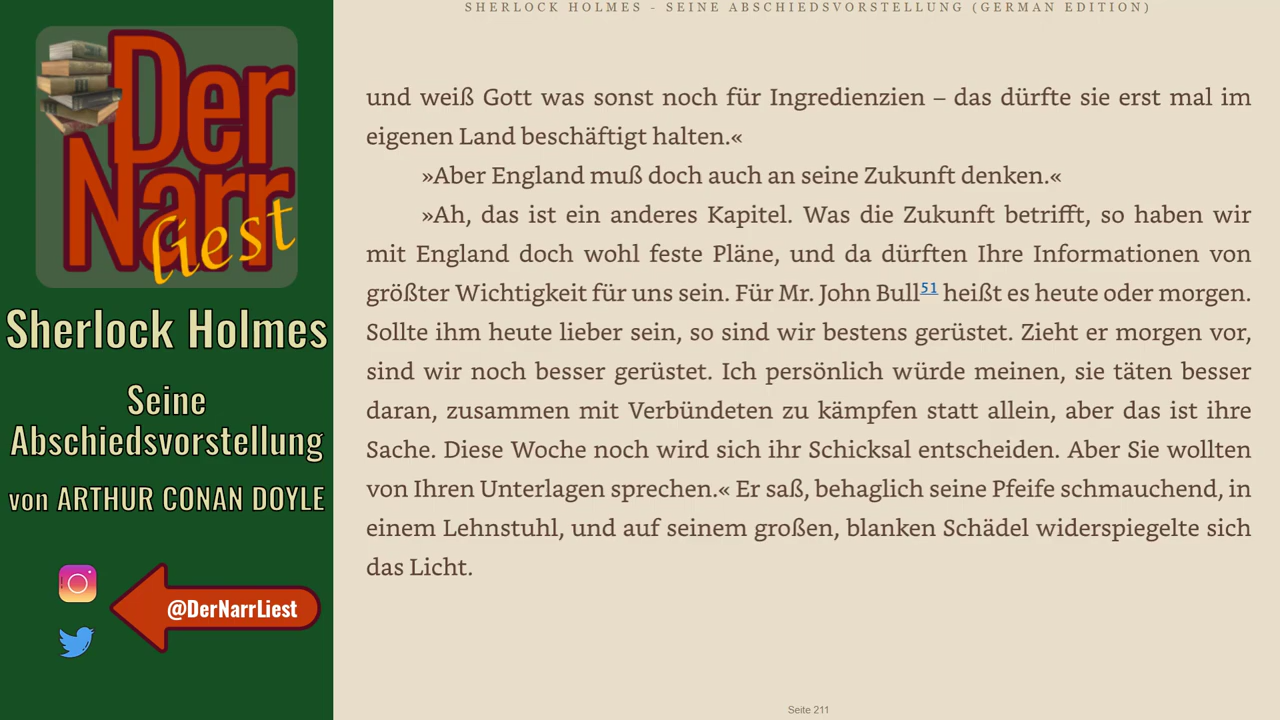 Der
Narr
liest
Sherlock Holmes
Seine
Abschiedsvorstellung
von ARTHUR CONAN DOYLE
@DerNarrLiest
SHERLOCK HOLMES - SEINE ABSCHIEDSVORSTELLUNG (GERMAN EDITION)
und weiß Gott was sonst noch für Ingredienzien – das dürfte sie erst mal im
eigenen Land beschäftigt halten.«
»Aber England muß doch auch an seine Zukunft denken.«
»Ah, das ist ein anderes Kapitel. Was die Zukunft betrifft, so haben wir
mit England doch wohl feste Pläne, und da dürften Ihre Informationen von
größter Wichtigkeit für uns sein. Für Mr. John Bull51 heißt es heute oder morgen.
Sollte ihm heute lieber sein, so sind wir bestens gerüstet. Zieht er morgen vor,
sind wir noch besser gerüstet. Ich persönlich würde meinen, sie täten besser
daran, zusammen mit Verbündeten zu kämpfen statt allein, aber das ist ihre
Sache. Diese Woche noch wird sich ihr Schicksal entscheiden. Aber Sie wollten
von Ihren Unterlagen sprechen.« Er saß, behaglich seine Pfeife schmauchend, in
einem Lehnstuhl, und auf seinem großen, blanken Schädel widerspiegelte sich
das Licht.
Seite 211